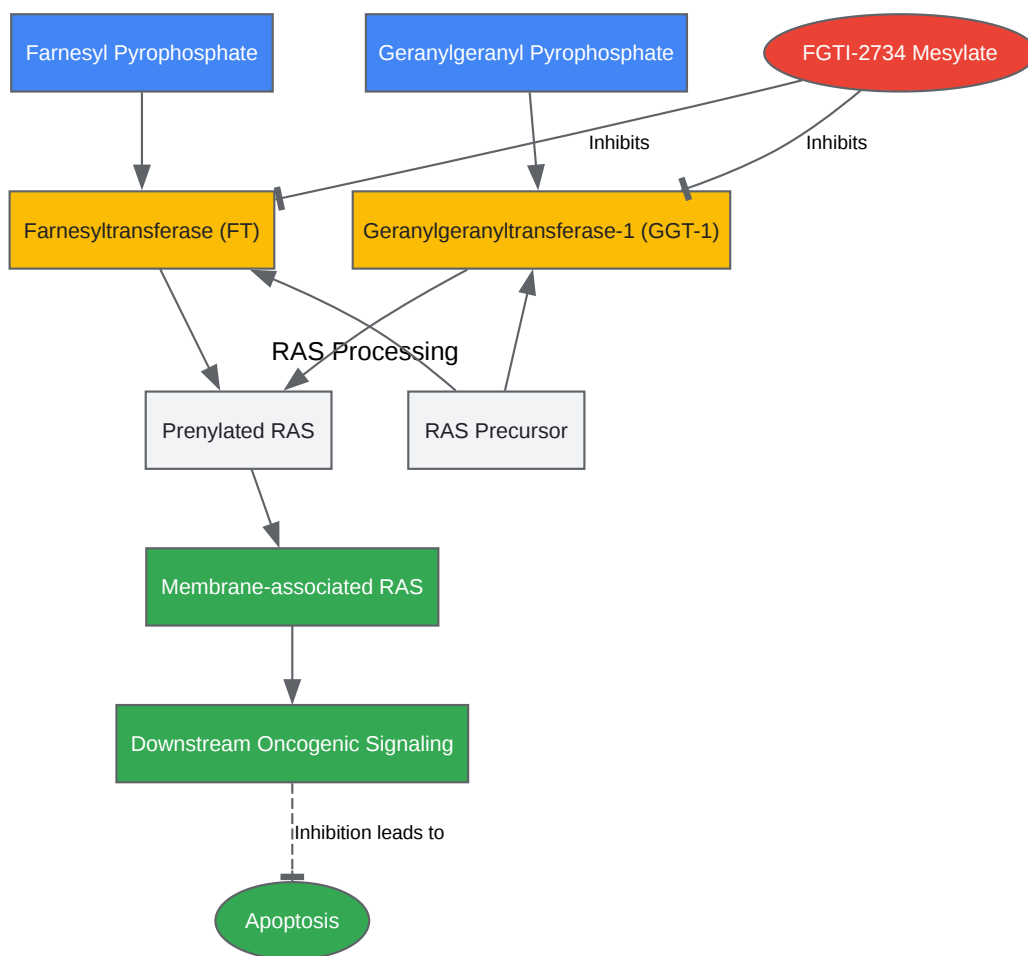 Farnesyl Pyrophosphate
Geranylgeranyl Pyrophosphate
FGTI-2734 Mesylate
Inhibits
Inhibits
Farnesyltransferase (FT)
Geranylgeranyltransferase-1 (GGT-1)
RAS Processing
Prenylated RAS
RAS Precursor
Membrane-associated RAS
Downstream Oncogenic Signaling
Inhibition leads to
Apoptosis